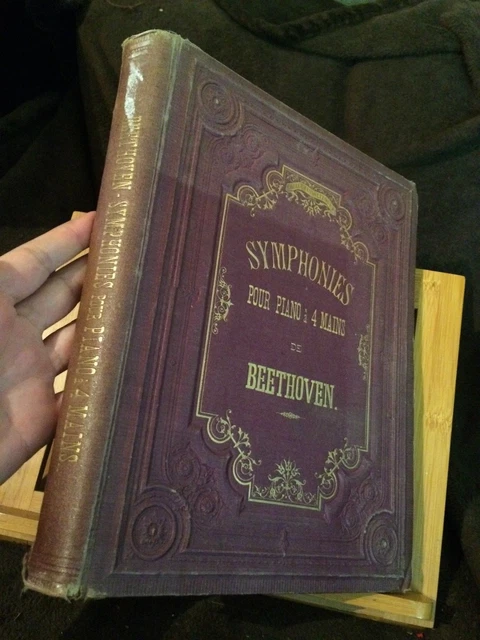 SYMPHONIES
POUR PIANO à 4 MAINS
DE
BEETHOVEN.
BEETHOVEN SYMPHONIES POUR PIANO à 4 MAINS